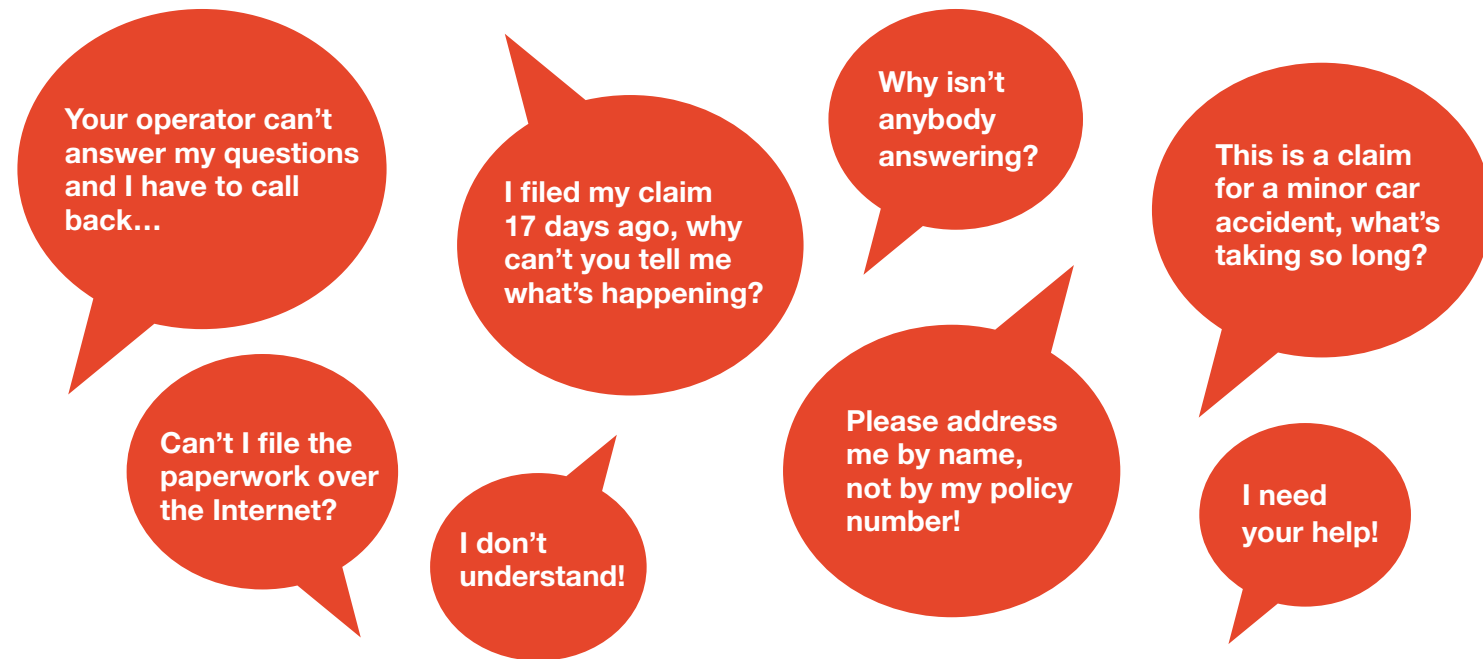 Your operator can’t
answer my questions
and I have to call
back…
I filed my claim
17 days ago, why
can’t you tell me
what’s happening?
Why isn’t
anybody
answering?
This is a claim
for a minor car
accident, what’s
taking so long?
Can’t I file the
paperwork over
the Internet?
I don’t
understand!
Please address
me by name,
not by my policy
number!
I need
your help!